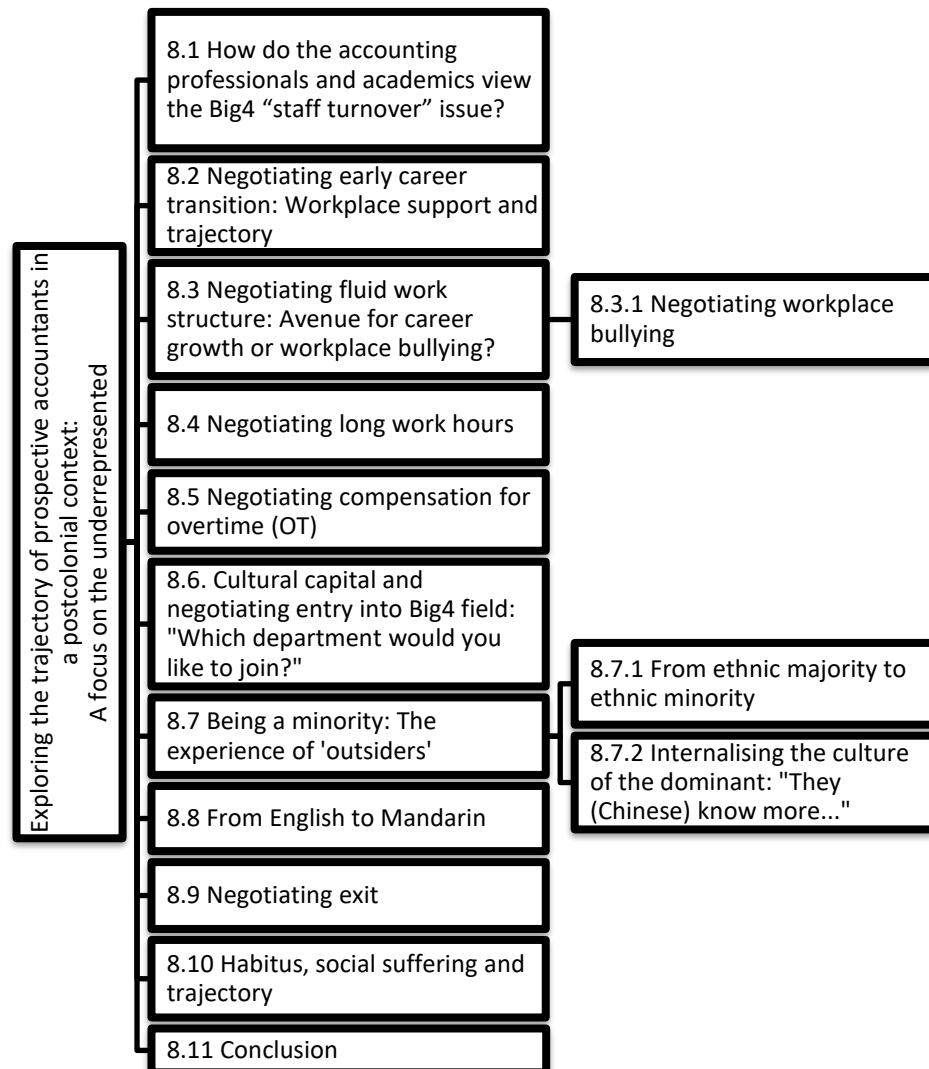 Exploring the trajectory of prospective accountants in
a postcolonial context:
A focus on the underrepresented
8.1 How do the accounting
professionals and academics view
the Big4 “staff turnover” issue?
8.2 Negotiating early career
transition: Workplace support and
trajectory
8.3 Negotiating fluid work
structure: Avenue for career
growth or workplace bullying?
8.3.1 Negotiating workplace
bullying
8.4 Negotiating long work hours
8.5 Negotiating compensation for
overtime (OT)
8.6. Cultural capital and
negotiating entry into Big4 field:
"Which department would you
like to join?"
8.7 Being a minority: The
experience of 'outsiders'
8.7.1 From ethnic majority to
ethnic minority
8.7.2 Internalising the culture
of the dominant: "They
(Chinese) know more..."
8.8 From English to Mandarin
8.9 Negotiating exit
8.10 Habitus, social suffering and
trajectory
8.11 Conclusion